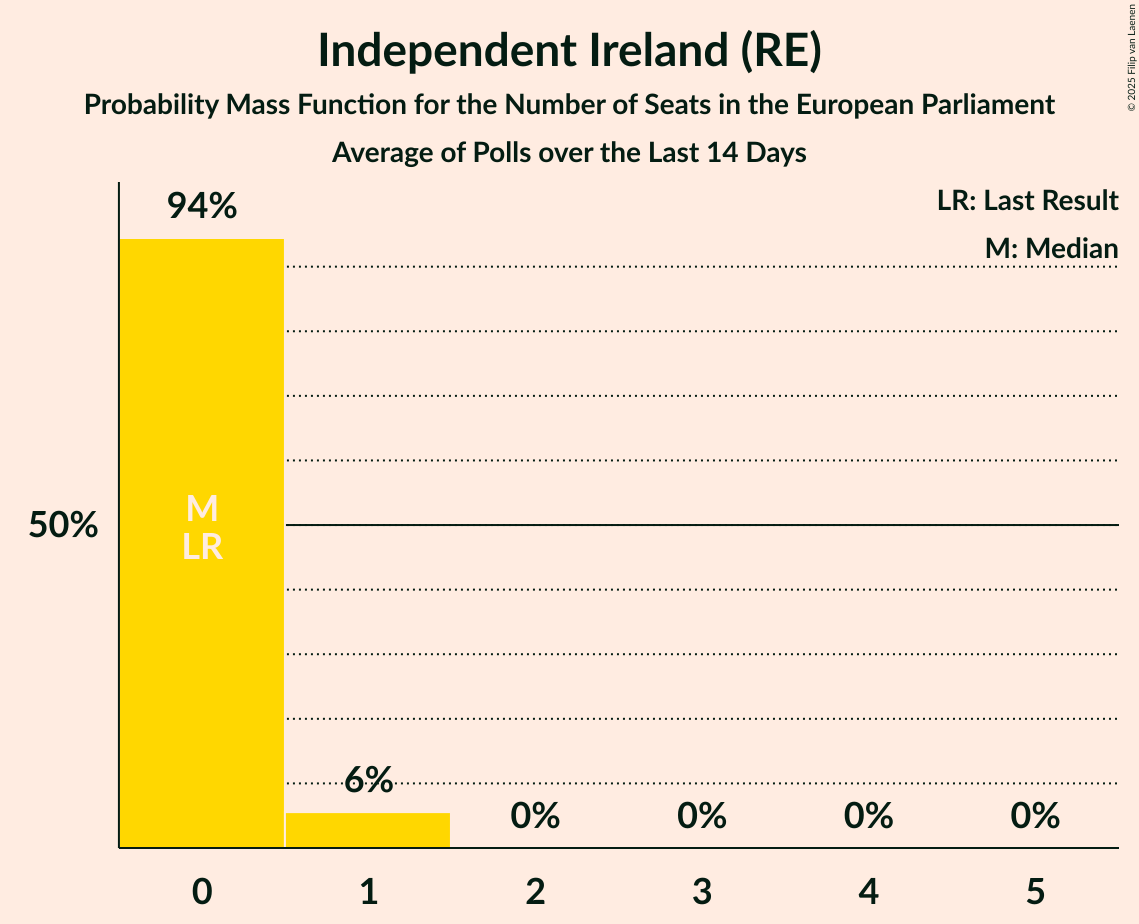 Independent Ireland (RE)
Probability Mass Function for the Number of Seats in the European Parliament
Average of Polls over the Last 14 Days
© 2025 Filip van Laenen
LR: Last Result
M: Median
94%
50%
M
LR
6%
0%
0%
0%
0%
0
1
2
3
4
5